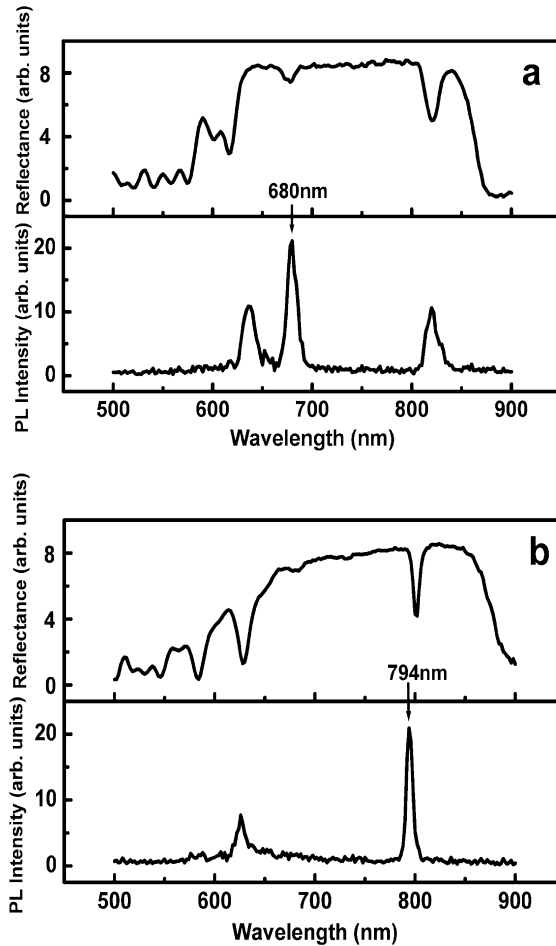 Reflectance (arb. units)
8
4
0
a
680nm
PL Intensity (arb. units)
20
10
0
500 600 700 800 900
Wavelength (nm)
Reflectance (arb. units)
8
4
0
b
794nm
PL Intensity (arb. units)
20
10
0
500 600 700 800 900
Wavelength (nm)